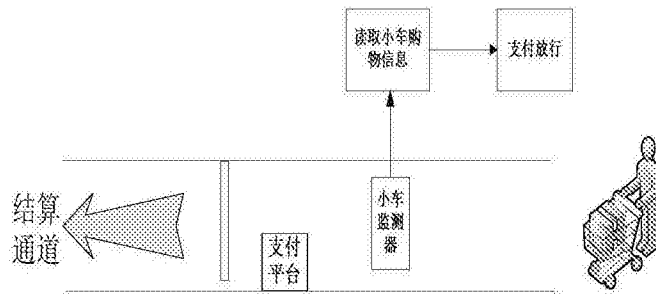 读取小车购
物信息
支付放行
结算
通道
支付
平台
小车
监测
器